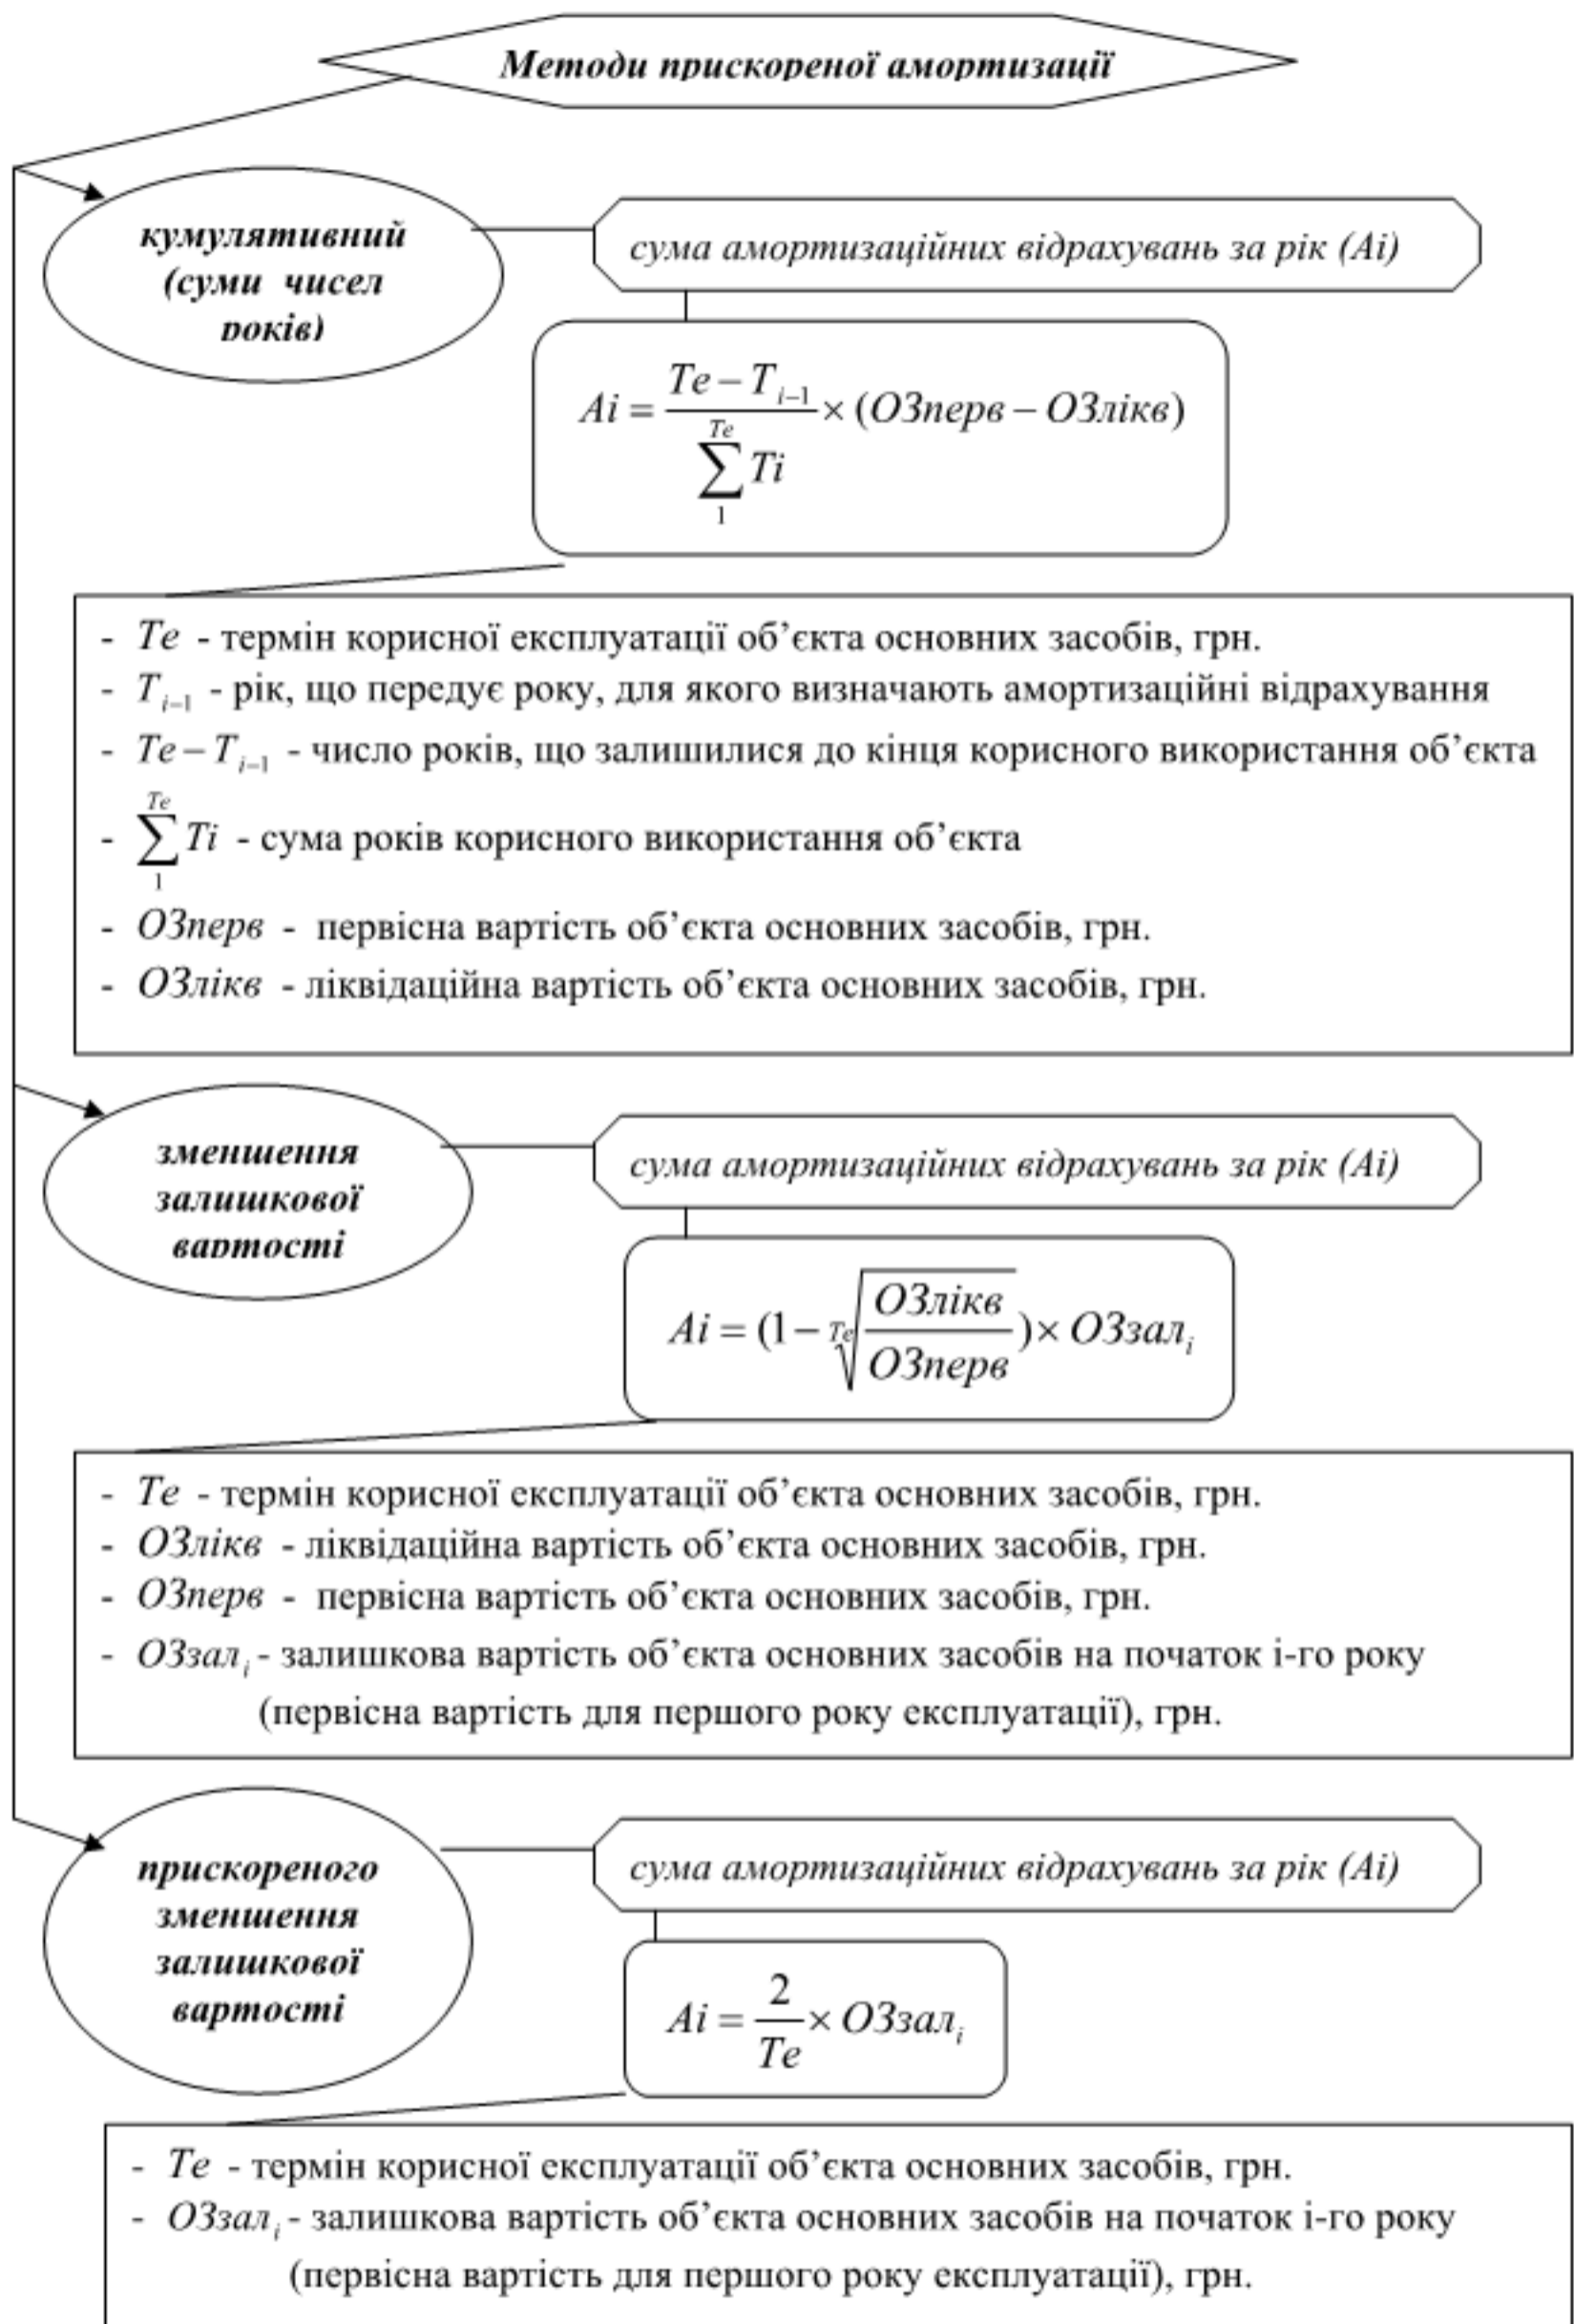 Методи прискореної амортизації
кумулятивний
(суми чисел
років)
сума амортизаційних відрахувань за рік (Аі)
Ai = (Te − T_{i−1}) / (∑_{1}^{Te} Ti) × (ОЗперв − ОЗлікв)
- Te - термін корисної експлуатації об’єкта основних засобів, грн.
- T_{i−1} - рік, що передує року, для якого визначають амортизаційні відрахування
- Te − T_{i−1} - число років, що залишилися до кінця корисного використання об’єкта
- ∑_{1}^{Te} Ti - сума років корисного використання об’єкта
- ОЗперв - первісна вартість об’єкта основних засобів, грн.
- ОЗлікв - ліквідаційна вартість об’єкта основних засобів, грн.
зменшення
залишкової
вартості
сума амортизаційних відрахувань за рік (Аі)
Ai = (1 − \sqrt[Te]{ОЗлікв / ОЗперв}) × ОЗзал_i
- Te - термін корисної експлуатації об’єкта основних засобів, грн.
- ОЗлікв - ліквідаційна вартість об’єкта основних засобів, грн.
- ОЗперв - первісна вартість об’єкта основних засобів, грн.
- ОЗзал_i - залишкова вартість об’єкта основних засобів на початок і-го року
(первісна вартість для першого року експлуатації), грн.
прискореного
зменшення
залишкової
вартості
сума амортизаційних відрахувань за рік (Аі)
Ai = 2 / Te × ОЗзал_i
- Te - термін корисної експлуатації об’єкта основних засобів, грн.
- ОЗзал_i - залишкова вартість об’єкта основних засобів на початок і-го року
(первісна вартість для першого року експлуатації), грн.